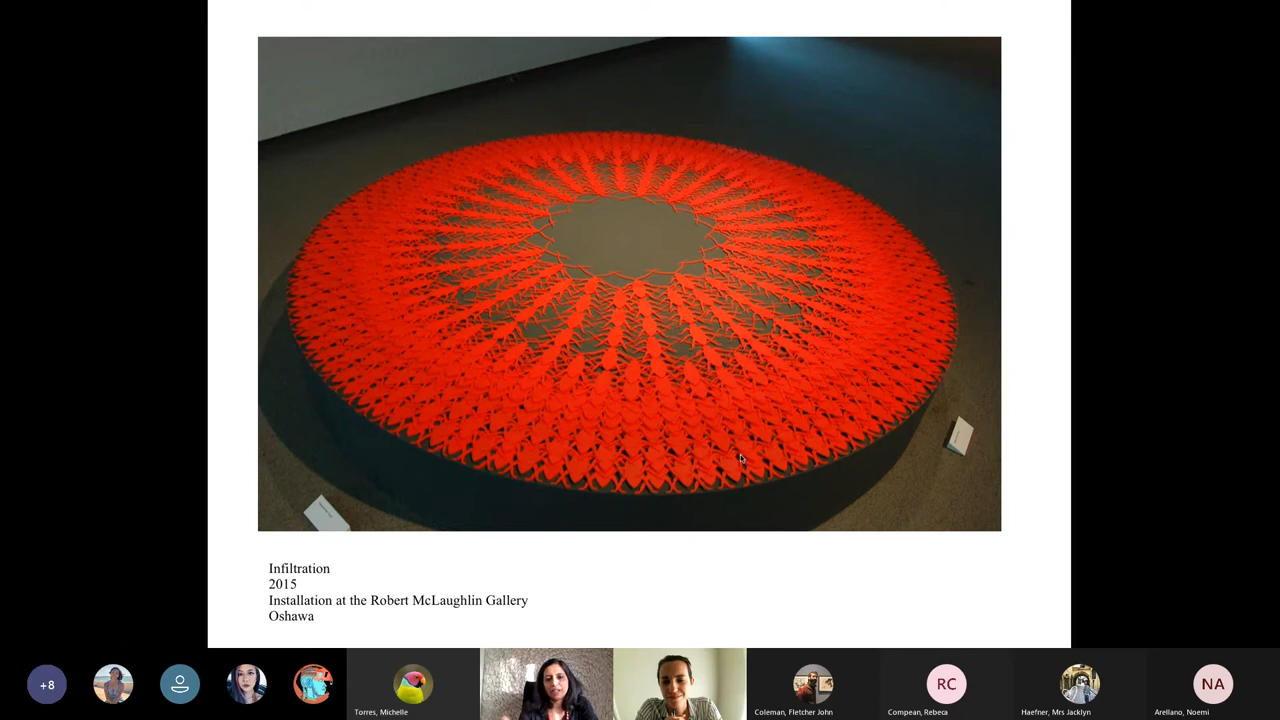 Infiltration
2015
Installation at the Robert McLaughlin Gallery
Oshawa
+8
Torres, Michelle
Coleman, Fletcher John
RC
Compean, Rebeca
Haefner, Mrs Jacklyn
NA
Arellano, Noemi